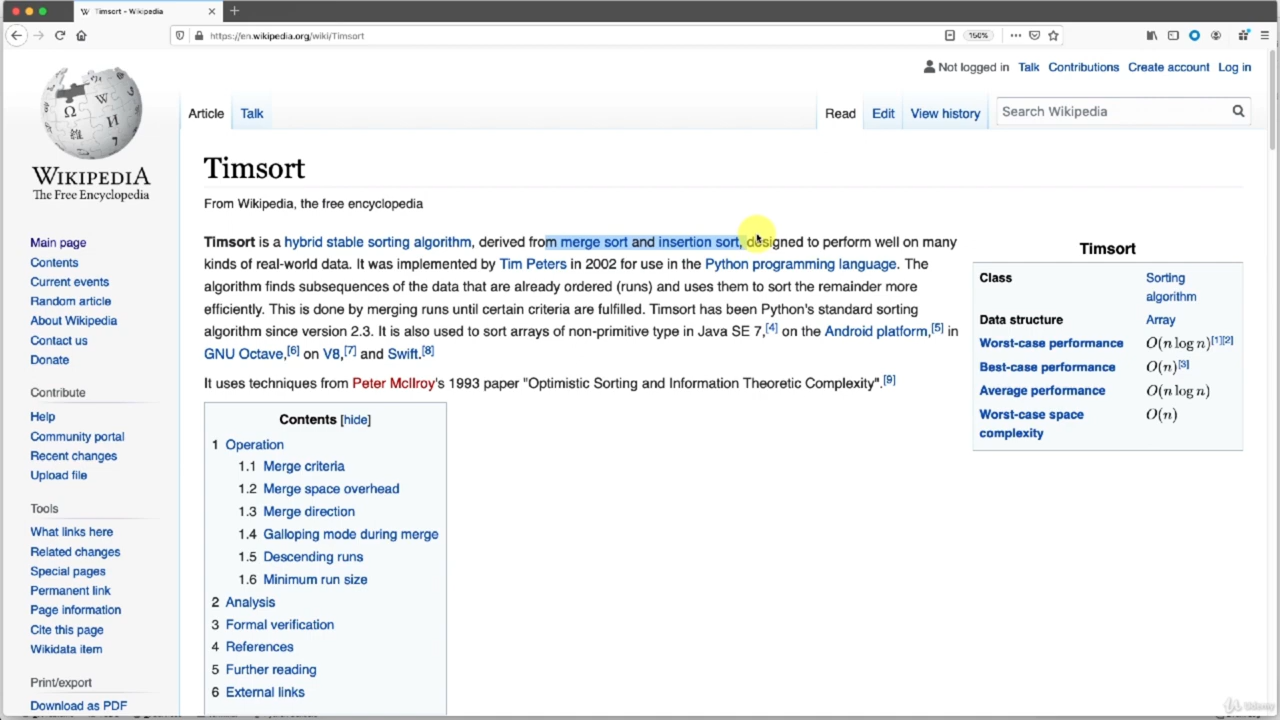 Timsort - Wikipedia
https://en.wikipedia.org/wiki/Timsort
150%
Not logged in Talk Contributions Create account Log in
Article Talk
Read Edit View history
Search Wikipedia
WIKIPEDIA
The Free Encyclopedia
Main page
Contents
Current events
Random article
About Wikipedia
Contact us
Donate
Contribute
Help
Community portal
Recent changes
Upload file
Tools
What links here
Related changes
Special pages
Permanent link
Page information
Cite this page
Wikidata item
Print/export
Download as PDF
Timsort
From Wikipedia, the free encyclopedia
Timsort is a hybrid stable sorting algorithm, derived from merge sort and insertion sort, designed to perform well on many
kinds of real-world data. It was implemented by Tim Peters in 2002 for use in the Python programming language. The
algorithm finds subsequences of the data that are already ordered (runs) and uses them to sort the remainder more
efficiently. This is done by merging runs until certain criteria are fulfilled. Timsort has been Python's standard sorting
algorithm since version 2.3. It is also used to sort arrays of non-primitive type in Java SE 7,[4] on the Android platform,[5] in
GNU Octave,[6] on V8,[7] and Swift.[8]
It uses techniques from Peter McIlroy's 1993 paper "Optimistic Sorting and Information Theoretic Complexity".[9]
Contents [hide]
1 Operation
1.1 Merge criteria
1.2 Merge space overhead
1.3 Merge direction
1.4 Galloping mode during merge
1.5 Descending runs
1.6 Minimum run size
2 Analysis
3 Formal verification
4 References
5 Further reading
6 External links
Timsort
Class Sorting
algorithm
Data structure Array
Worst-case performance O(n log n)[1][2]
Best-case performance O(n)[3]
Average performance O(n log n)
Worst-case space O(n)
complexity
Udemy